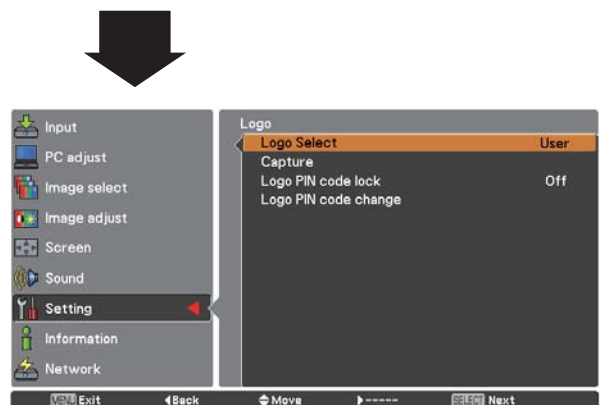 Input
PC adjust
Image select
Image adjust
Screen
Sound
Setting
Information
Network
Logo
Logo Select User
Capture
Logo PIN code lock Off
Logo PIN code change
MENU Exit Back Move ----- SELECT Next